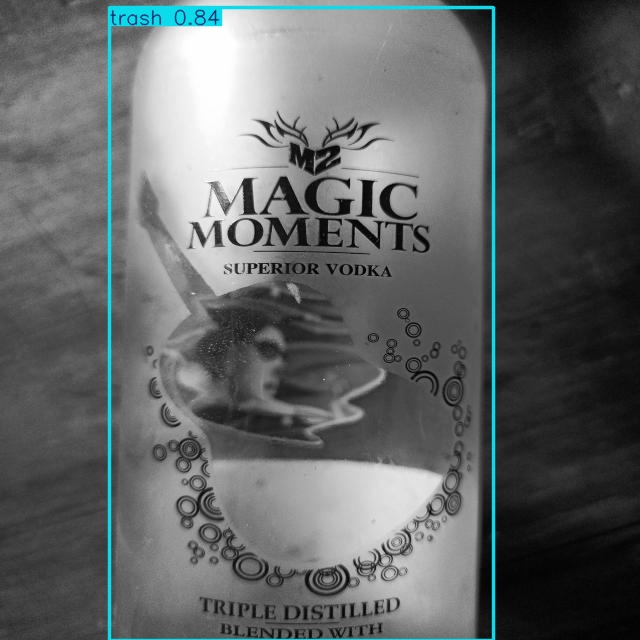 trash 0.84
M2
MAGIC
MOMENTS
SUPERIOR VODKA
TRIPLE DISTILLED
BLENDED WITH